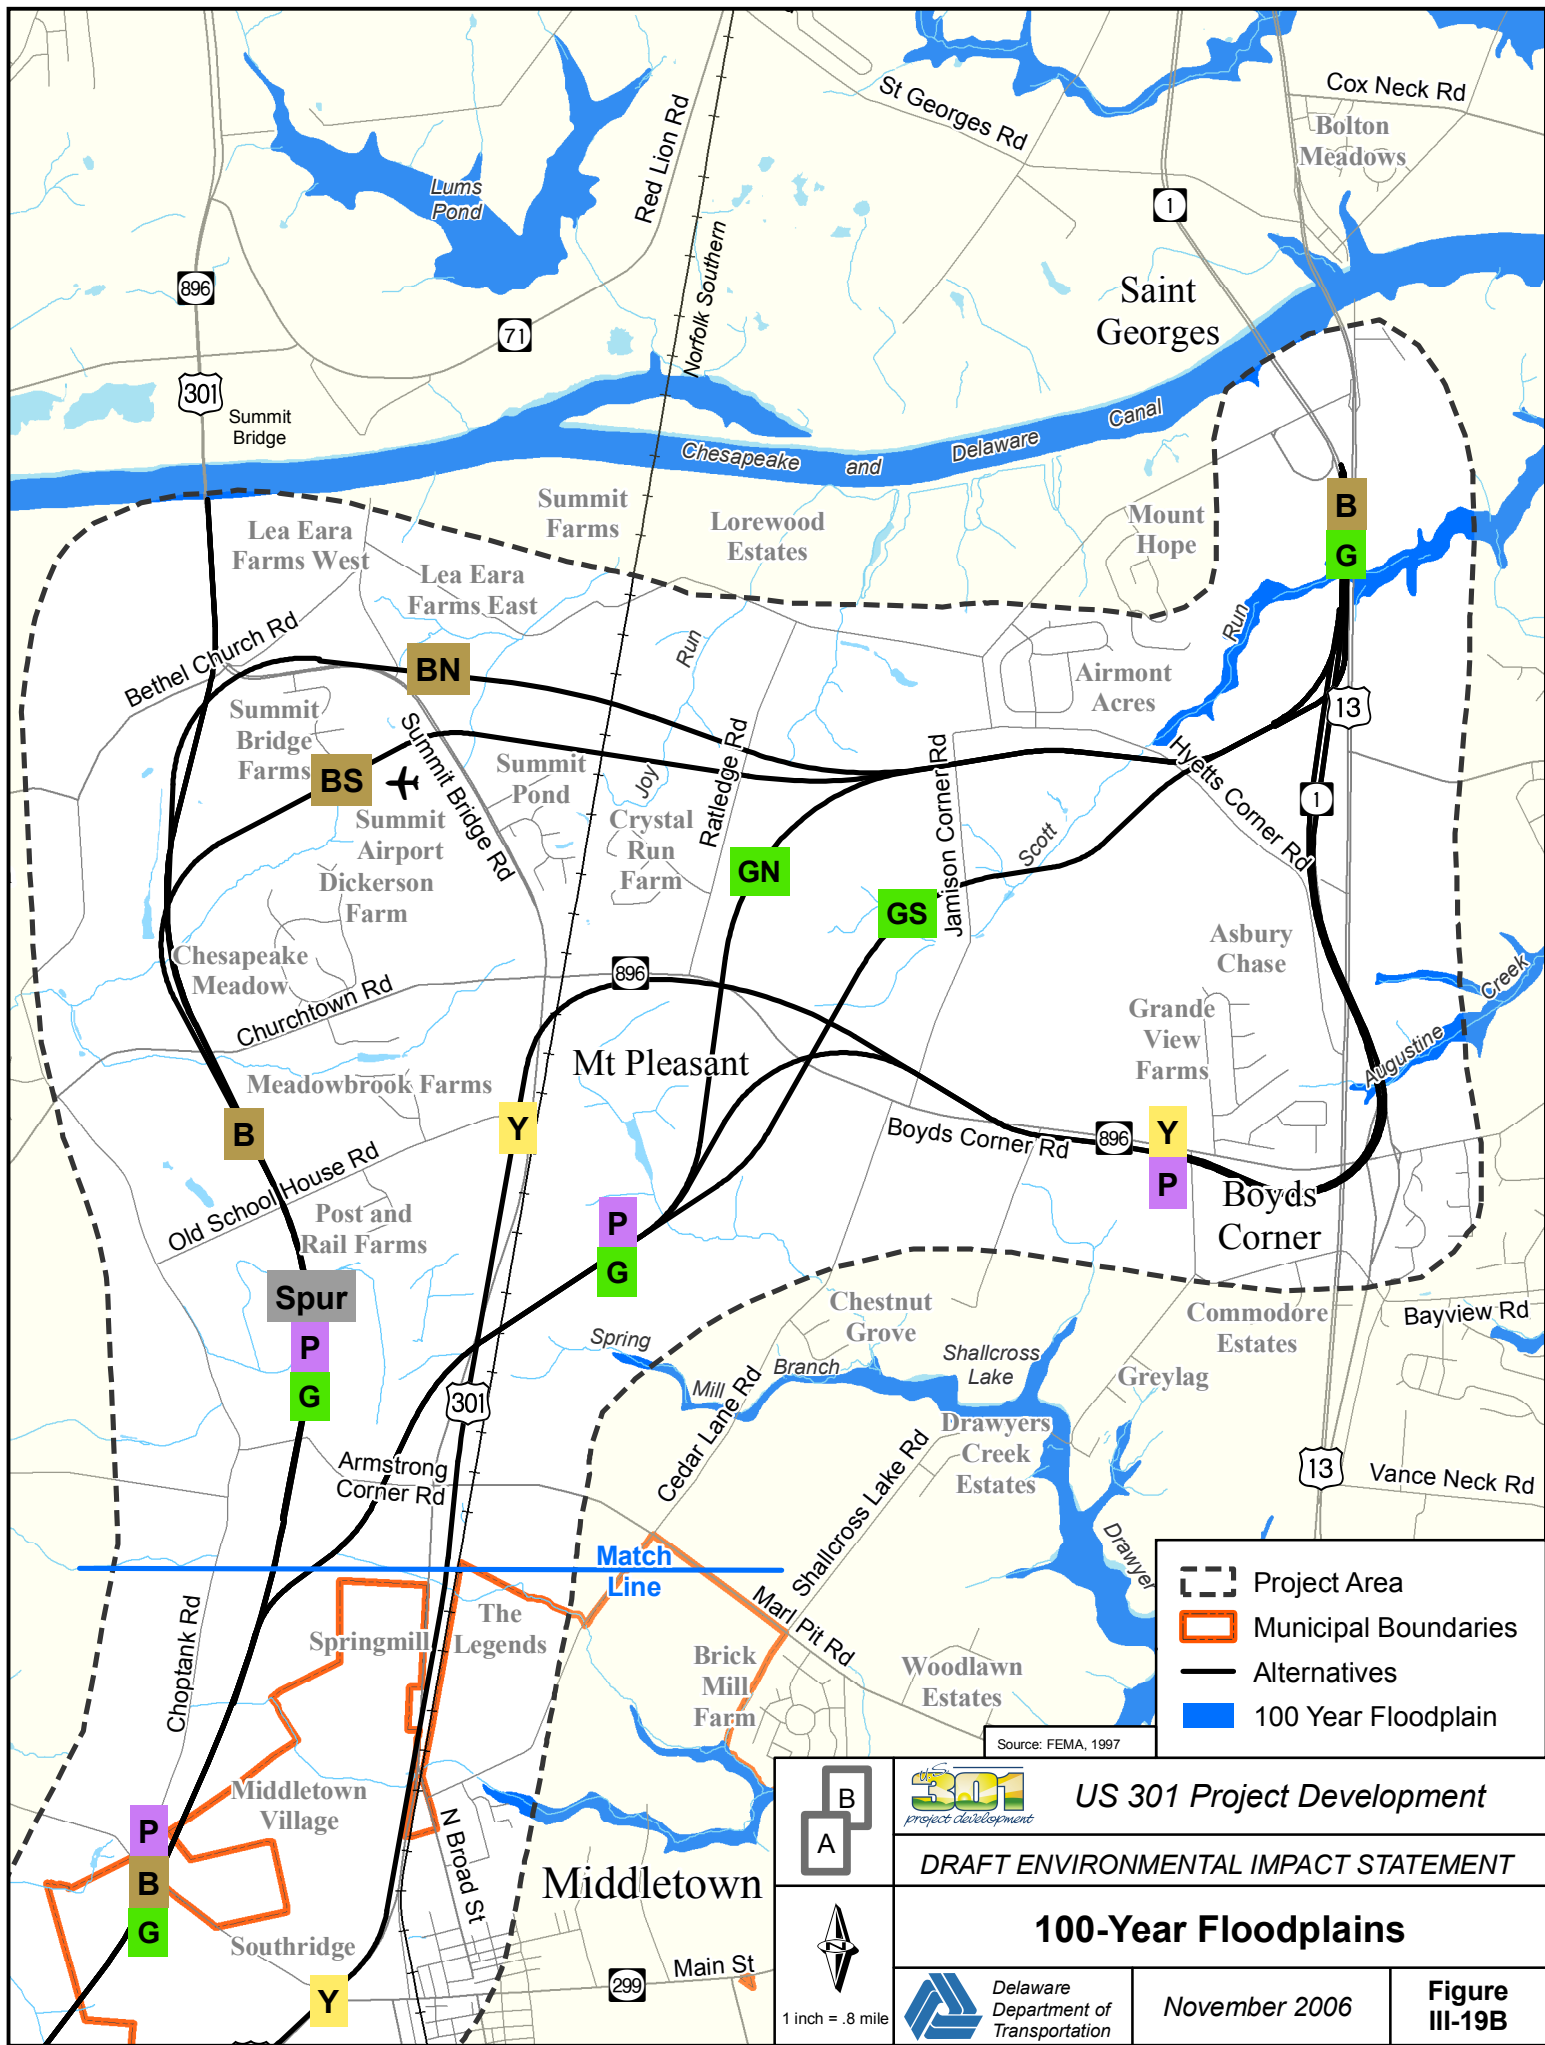 Cox Neck Rd
St Georges Rd
Bolton
Meadows
Red Lion Rd
Lums
Pond
1
Norfolk Southern
896
71
Saint
Georges
301
Summit
Bridge
Chesapeake and Delaware Canal
Summit
Farms
Lorewood
Estates
Mount
Hope
B
G
Lea Eara
Farms West
Lea Eara
Farms East
Run
Run
Bethel Church Rd
BN
Airmont
Acres
13
Summit
Bridge
Farms
BS
Summit Bridge Rd
Summit
Pond
Joy
Ratledge Rd
Jamison Corner Rd
Hyetts Corner Rd
1
Summit
Airport
Crystal
Run
Farm
Scott
Dickerson
Farm
GN
GS
Asbury
Chase
Chesapeake
Meadow
896
Creek
Churchtown Rd
Grande
View
Farms
Augustine
Mt Pleasant
Meadowbrook Farms
Y
B
Boyds Corner Rd
896
Y
P
Old School House Rd
Boyds
Corner
Post and
Rail Farms
P
G
Spur
P
G
Chestnut
Grove
Commodore
Estates
Bayview Rd
Spring
Mill
Branch
Shallcross
Lake
Greylag
301
Cedar Lane Rd
Drawyers
Creek
Estates
Armstrong
Corner Rd
Shallcross Lake Rd
13
Vance Neck Rd
Drawyer
Match
Line
Marl Pit Rd
Choptank Rd
Springmill
The
Legends
Brick
Mill
Farm
Woodlawn
Estates
Middletown
Village
P
B
G
N Broad St
Middletown
Southridge
Y
299
Main St
Project Area
Municipal Boundaries
Alternatives
100 Year Floodplain
Source: FEMA, 1997
B
A
U.S.
301
project development
US 301 Project Development
DRAFT ENVIRONMENTAL IMPACT STATEMENT
N
1 inch = .8 mile
100-Year Floodplains
Delaware
Department of
Transportation
November 2006
Figure
III-19B